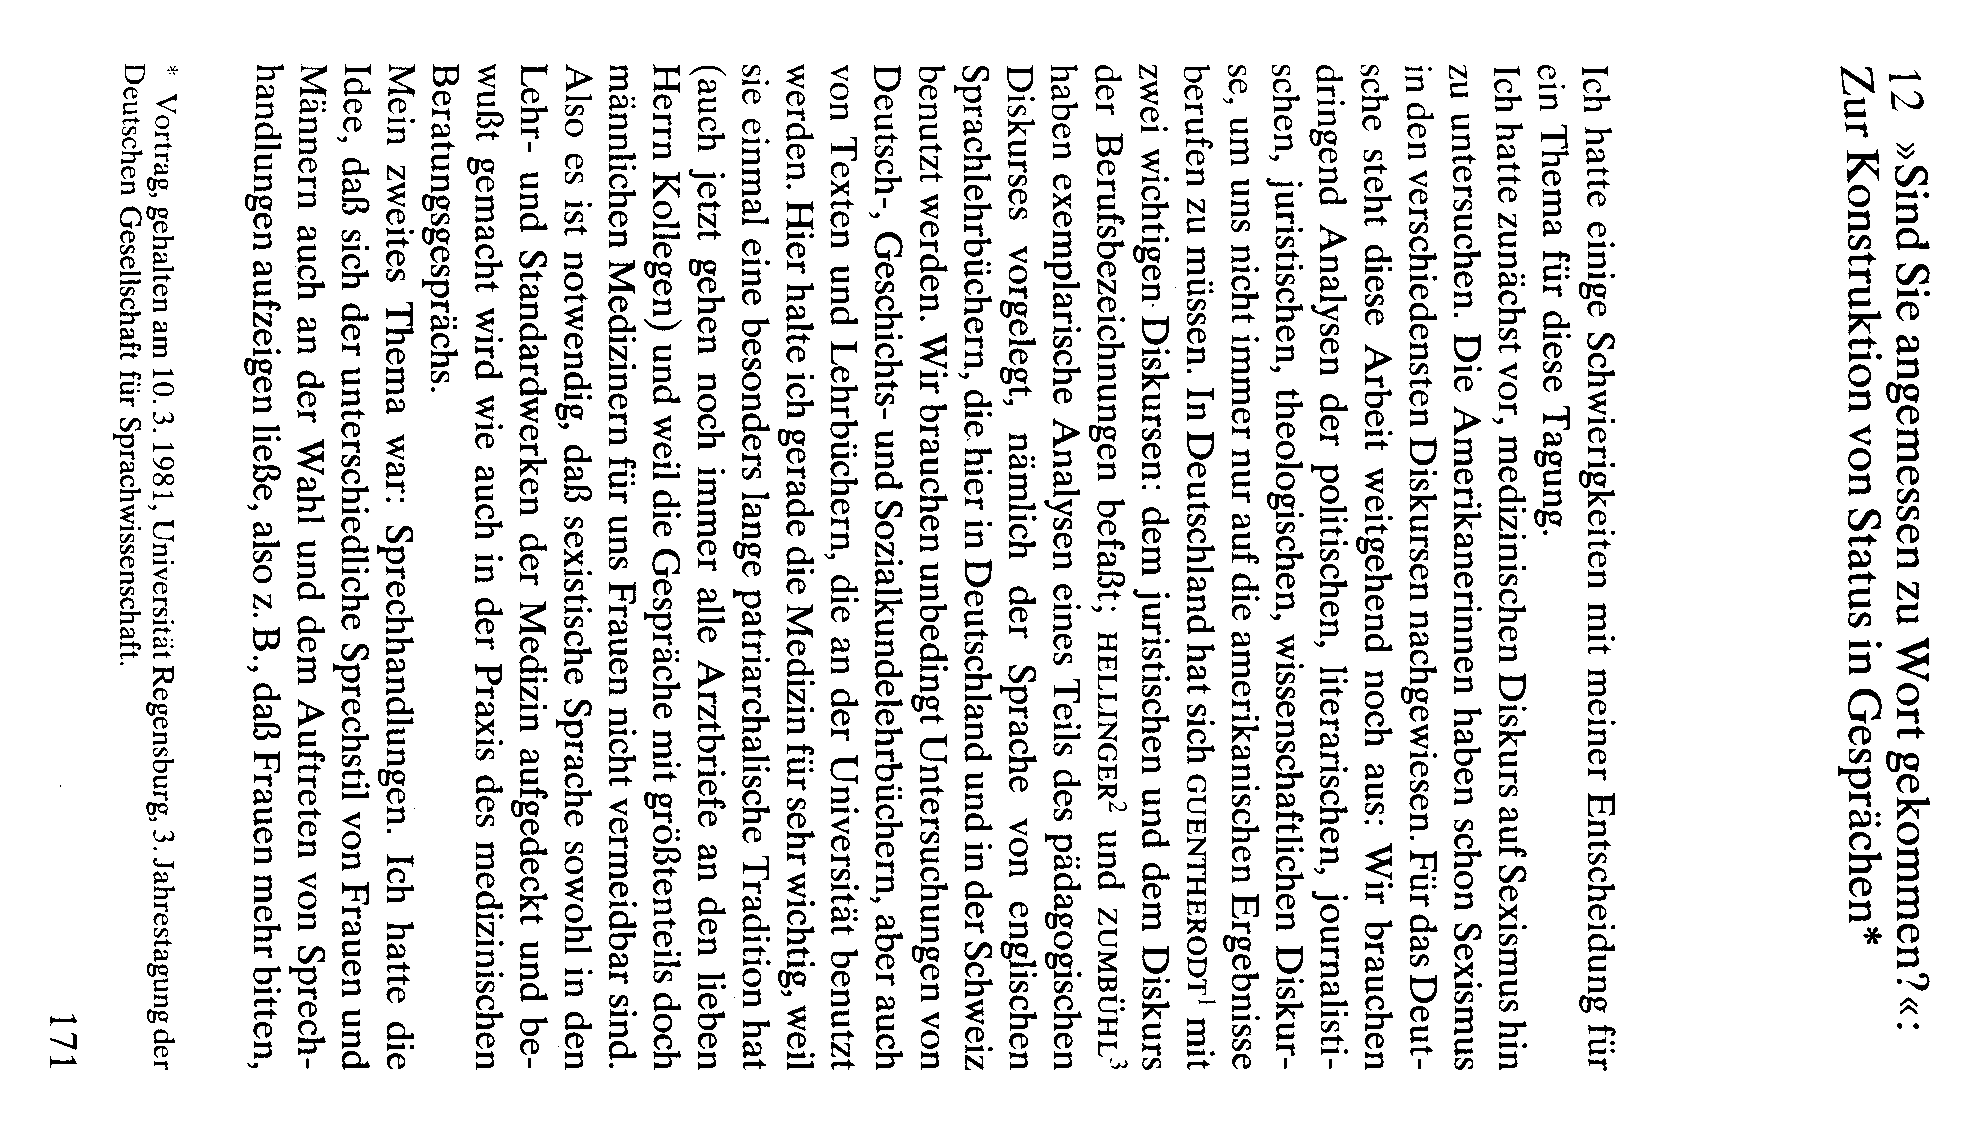 12 »Sind Sie angemessen zu Wort gekommen?«:
Zur Konstruktion von Status in Gesprächen*
Ich hatte einige Schwierigkeiten mit meiner Entscheidung für
ein Thema für diese Tagung.
Ich hatte zunächst vor, medizinischen Diskurs auf Sexismus hin
zu untersuchen. Die Amerikanerinnen haben schon Sexismus
in den verschiedensten Diskursen nachgewiesen. Für das Deut-
sche steht diese Arbeit weitgehend noch aus: Wir brauchen
dringend Analysen der politischen, literarischen, journalisti-
schen, juristischen, theologischen, wissenschaftlichen Diskur-
se, um uns nicht immer nur auf die amerikanischen Ergebnisse
berufen zu müssen. In Deutschland hat sich GUENTHERODT¹ mit
zwei wichtigen Diskursen: dem juristischen und dem Diskurs
der Berufsbezeichnungen befaßt; HELLINGER² und ZUMBÜHL³
haben exemplarische Analysen eines Teils des pädagogischen
Diskurses vorgelegt, nämlich der Sprache von englischen
Sprachlehrbüchern, die hier in Deutschland und in der Schweiz
benutzt werden. Wir brauchen unbedingt Untersuchungen von
Deutsch-, Geschichts- und Sozialkundelehrbüchern, aber auch
von Texten und Lehrbüchern, die an der Universität benutzt
werden. Hier halte ich gerade die Medizin für sehr wichtig, weil
sie einmal eine besonders lange patriarchalische Tradition hat
(auch jetzt gehen noch immer alle Arztbriefe an den lieben
Herrn Kollegen) und weil die Gespräche mit größtenteils doch
männlichen Medizinern für uns Frauen nicht vermeidbar sind.
Also es ist notwendig, daß sexistische Sprache sowohl in den
Lehr- und Standardwerken der Medizin aufgedeckt und be-
wußt gemacht wird wie auch in der Praxis des medizinischen
Beratungsgesprächs.
Mein zweites Thema war: Sprechhandlungen. Ich hatte die
Idee, daß sich der unterschiedliche Sprechstil von Frauen und
Männern auch an der Wahl und dem Auftreten von Sprech-
handlungen aufzeigen ließe, also z. B., daß Frauen mehr bitten,
* Vortrag, gehalten am 10. 3. 1981, Universität Regensburg, 3. Jahrestagung der
Deutschen Gesellschaft für Sprachwissenschaft.
171